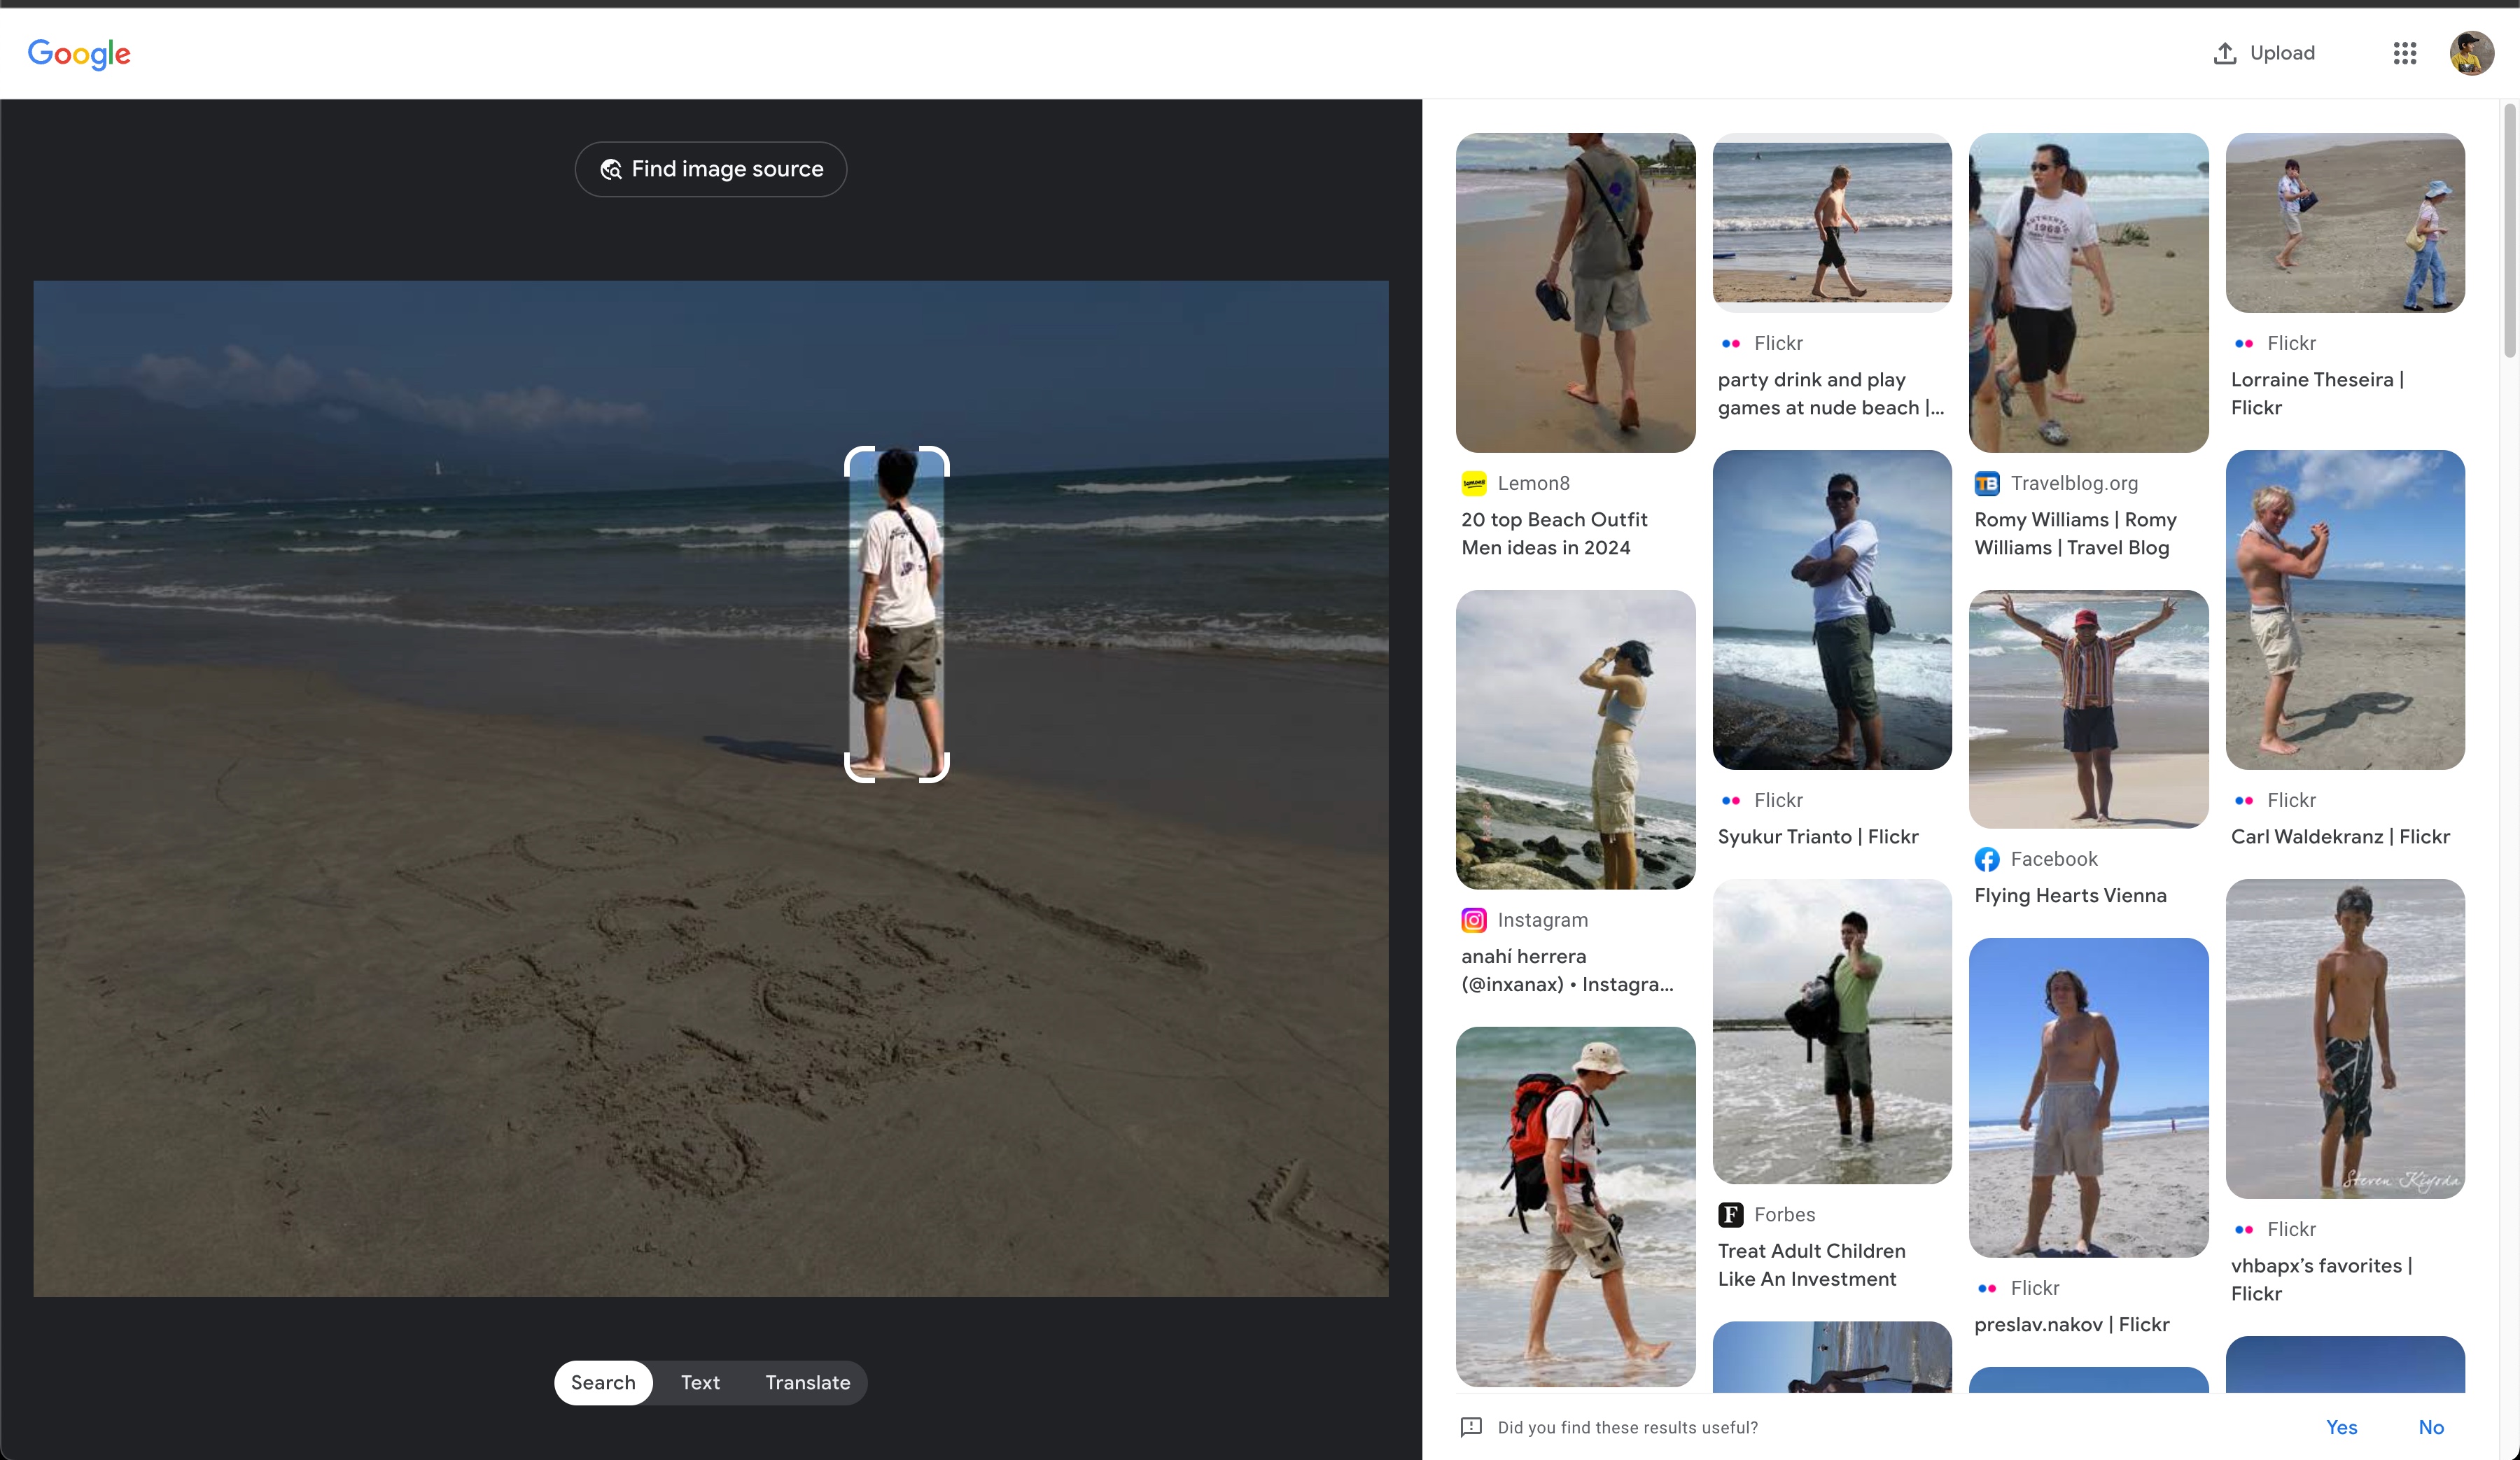 Google
Upload
Find image source
Search
Text
Translate
Lemon8
20 top Beach Outfit
Men ideas in 2024
Instagram
anahí herrera
(@inxanax) • Instagra...
Flickr
party drink and play
games at nude beach |...
Flickr
Syukur Trianto | Flickr
Forbes
Treat Adult Children
Like An Investment
AUTHENTIC
1969
TB
Travelblog.org
Romy Williams | Romy
Williams | Travel Blog
Facebook
Flying Hearts Vienna
Flickr
preslav.nakov | Flickr
Flickr
Lorraine Theseira |
Flickr
Flickr
Carl Waldekranz | Flickr
Steven Kiyoda
Flickr
vhbapx’s favorites |
Flickr
Did you find these results useful?
Yes
No